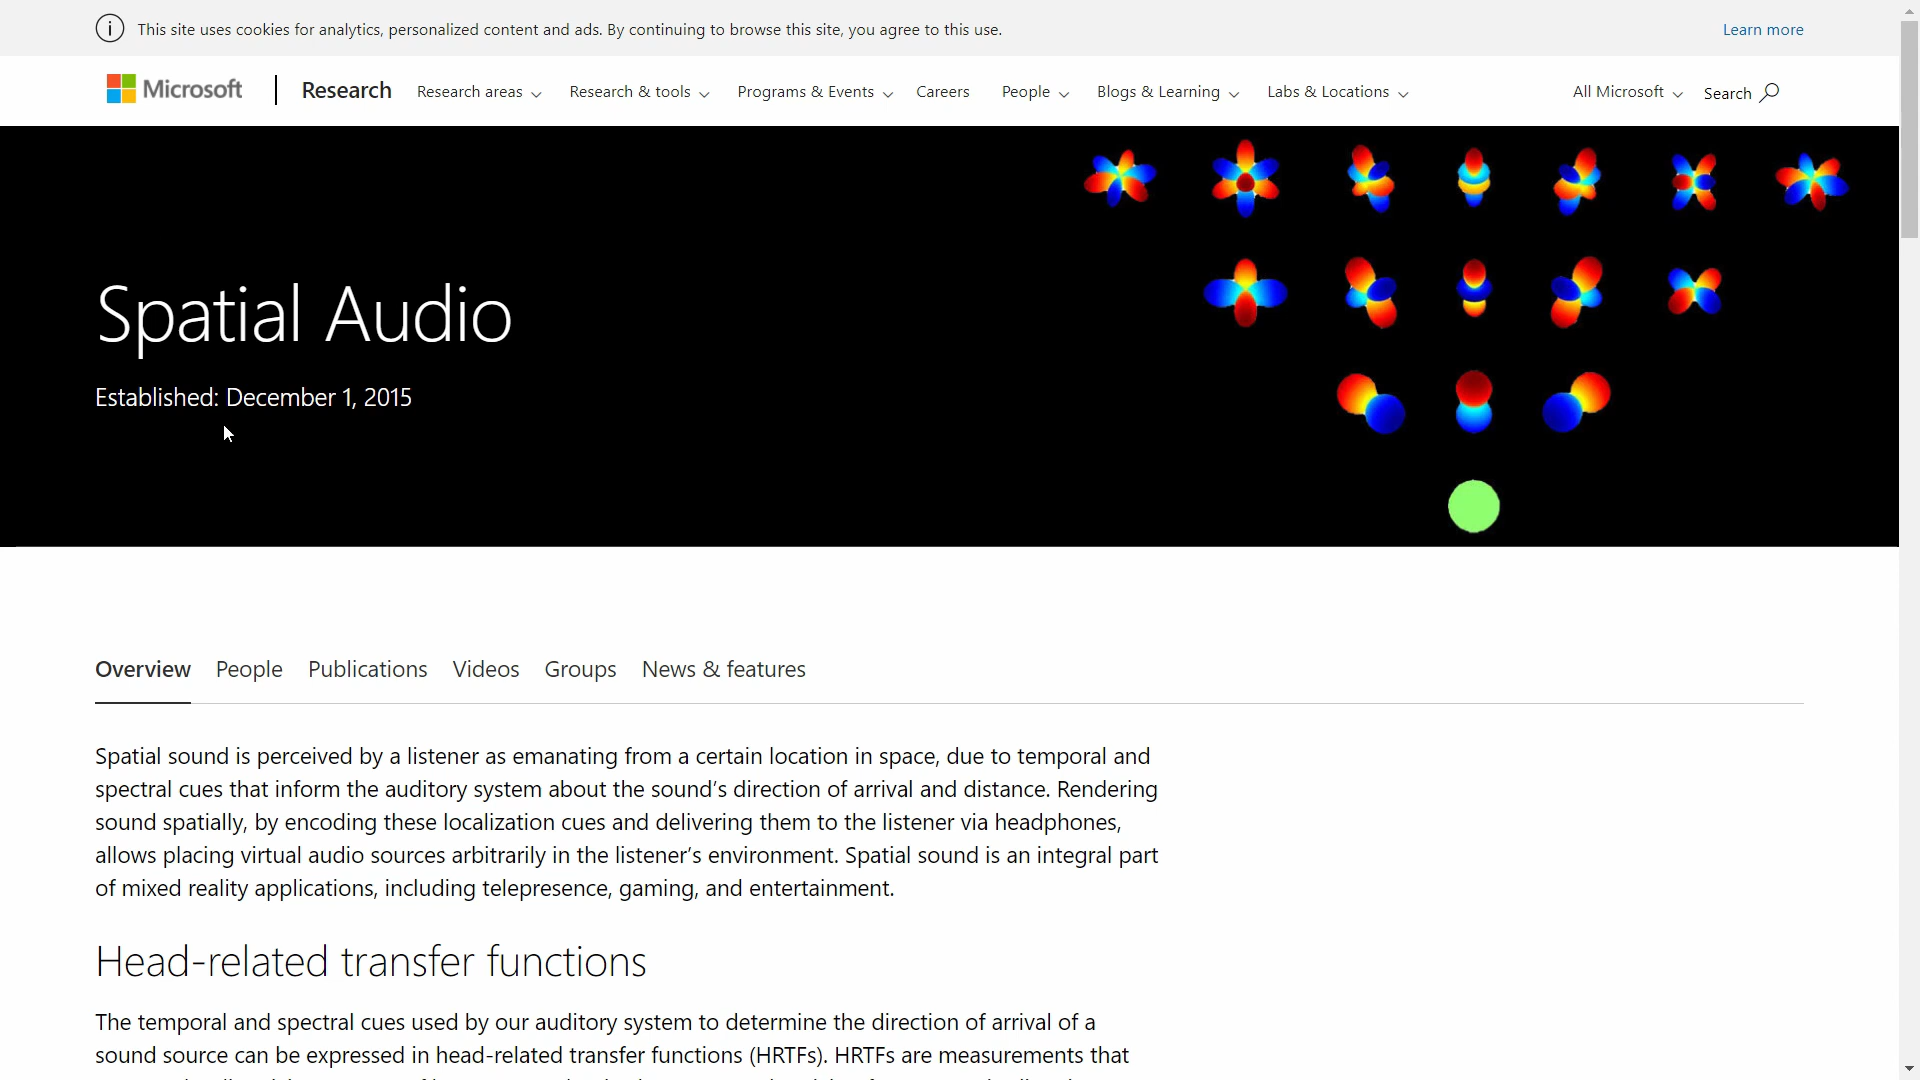 This site uses cookies for analytics, personalized content and ads. By continuing to browse this site, you agree to this use.
Learn more
Microsoft
Research
Research areas
Research & tools
Programs & Events
Careers
People
Blogs & Learning
Labs & Locations
All Microsoft
Search
Spatial Audio
Established: December 1, 2015
Overview
People
Publications
Videos
Groups
News & features
Spatial sound is perceived by a listener as emanating from a certain location in space, due to temporal and
spectral cues that inform the auditory system about the sound’s direction of arrival and distance. Rendering
sound spatially, by encoding these localization cues and delivering them to the listener via headphones,
allows placing virtual audio sources arbitrarily in the listener’s environment. Spatial sound is an integral part
of mixed reality applications, including telepresence, gaming, and entertainment.
Head-related transfer functions
The temporal and spectral cues used by our auditory system to determine the direction of arrival of a
sound source can be expressed in head-related transfer functions (HRTFs). HRTFs are measurements that